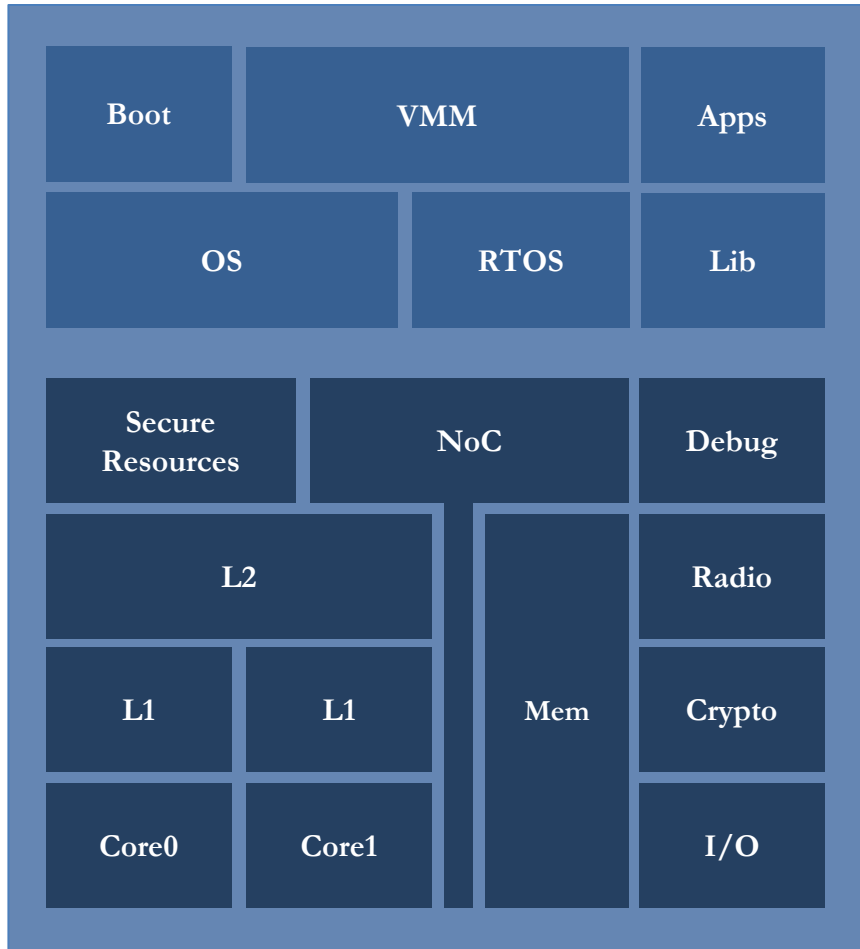 Boot
VMM
Apps
OS
RTOS
Lib
Secure
Resources
NoC
Debug
L2
Radio
L1
L1
Mem
Crypto
Core0
Core1
I/O